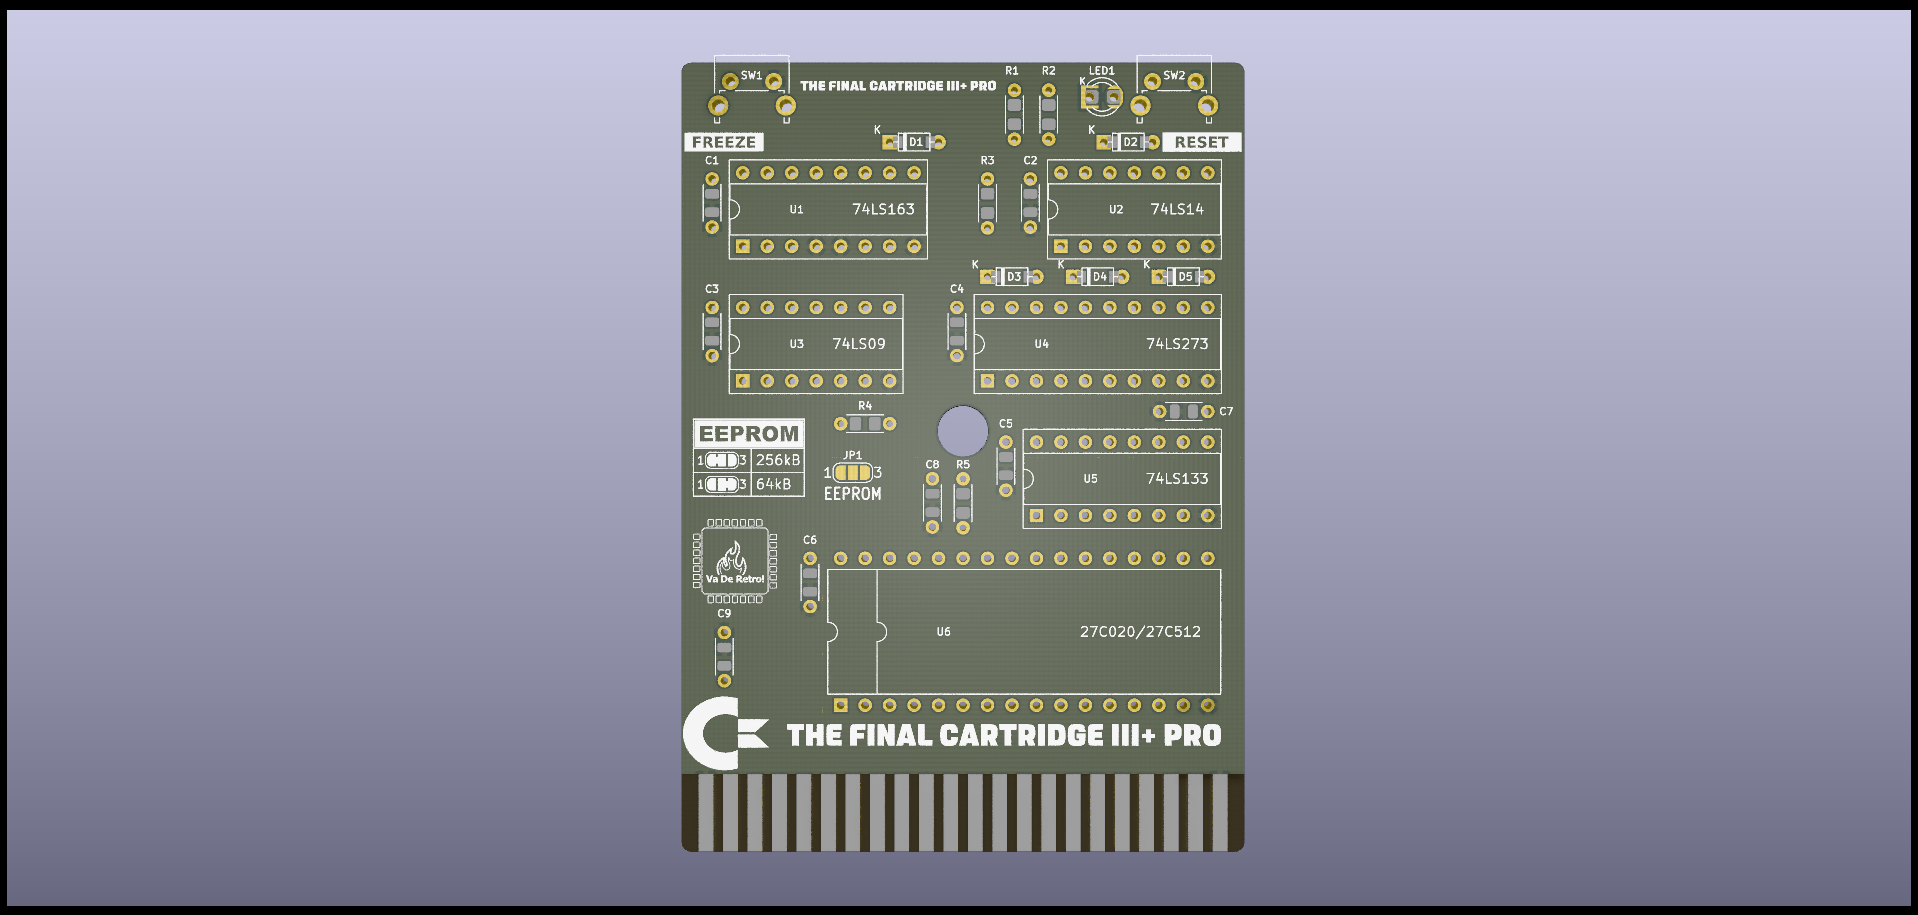 SW1
THE FINAL CARTRIDGE III+ PRO
R1
R2
LED1
K
SW2
FREEZE
K
D1
K
D2
RESET
C1
U1
74LS163
R3
C2
U2
74LS14
K
D3
K
D4
K
D5
C3
U3
74LS09
C4
U4
74LS273
R4
C7
EEPROM
1 3 256kB
1 3 64kB
JP1
1 3
EEPROM
C5
C8
R5
U5
74LS133
Va De Retro!
C6
U6
27C020/27C512
C9
THE FINAL CARTRIDGE III+ PRO